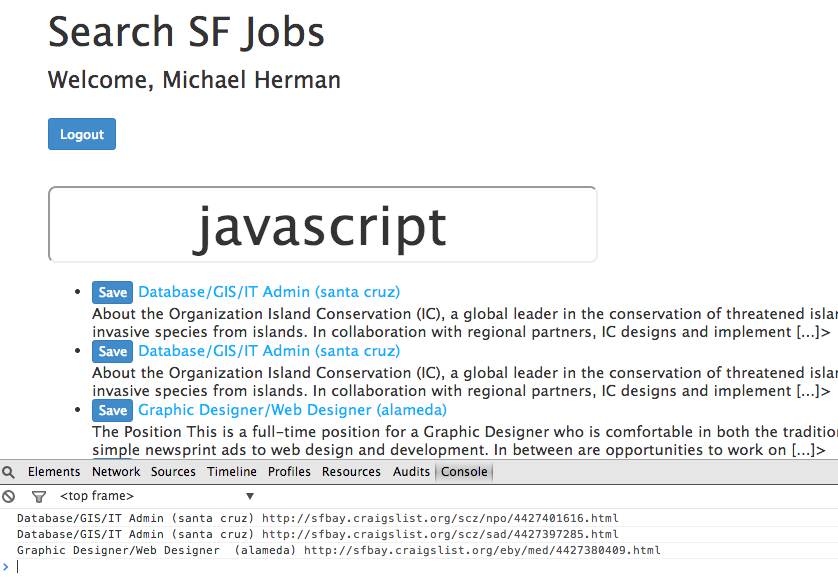 Search SF Jobs
Welcome, Michael Herman
Logout
javascript
Save Database/GIS/IT Admin (santa cruz)
About the Organization Island Conservation (IC), a global leader in the conservation of threatened
invasive species from islands. In collaboration with regional partners, IC designs and implement [...]>
Save Database/GIS/IT Admin (santa cruz)
About the Organization Island Conservation (IC), a global leader in the conservation of threatened
invasive species from islands. In collaboration with regional partners, IC designs and implement [...]>
Save Graphic Designer/Web Designer (alameda)
The Position This is a full-time position for a Graphic Designer who is comfortable in both the
simple newsprint ads to web design and development. In between are opportunities to work on [...]>
Elements Network Sources Timeline Profiles Resources Audits Console
<top frame> ▼
Database/GIS/IT Admin (santa cruz) http://sfbay.craigslist.org/scz/npo/4427401616.html
Database/GIS/IT Admin (santa cruz) http://sfbay.craigslist.org/scz/sad/4427397285.html
Graphic Designer/Web Designer  (alameda) http://sfbay.craigslist.org/eby/med/4427380409.html
>